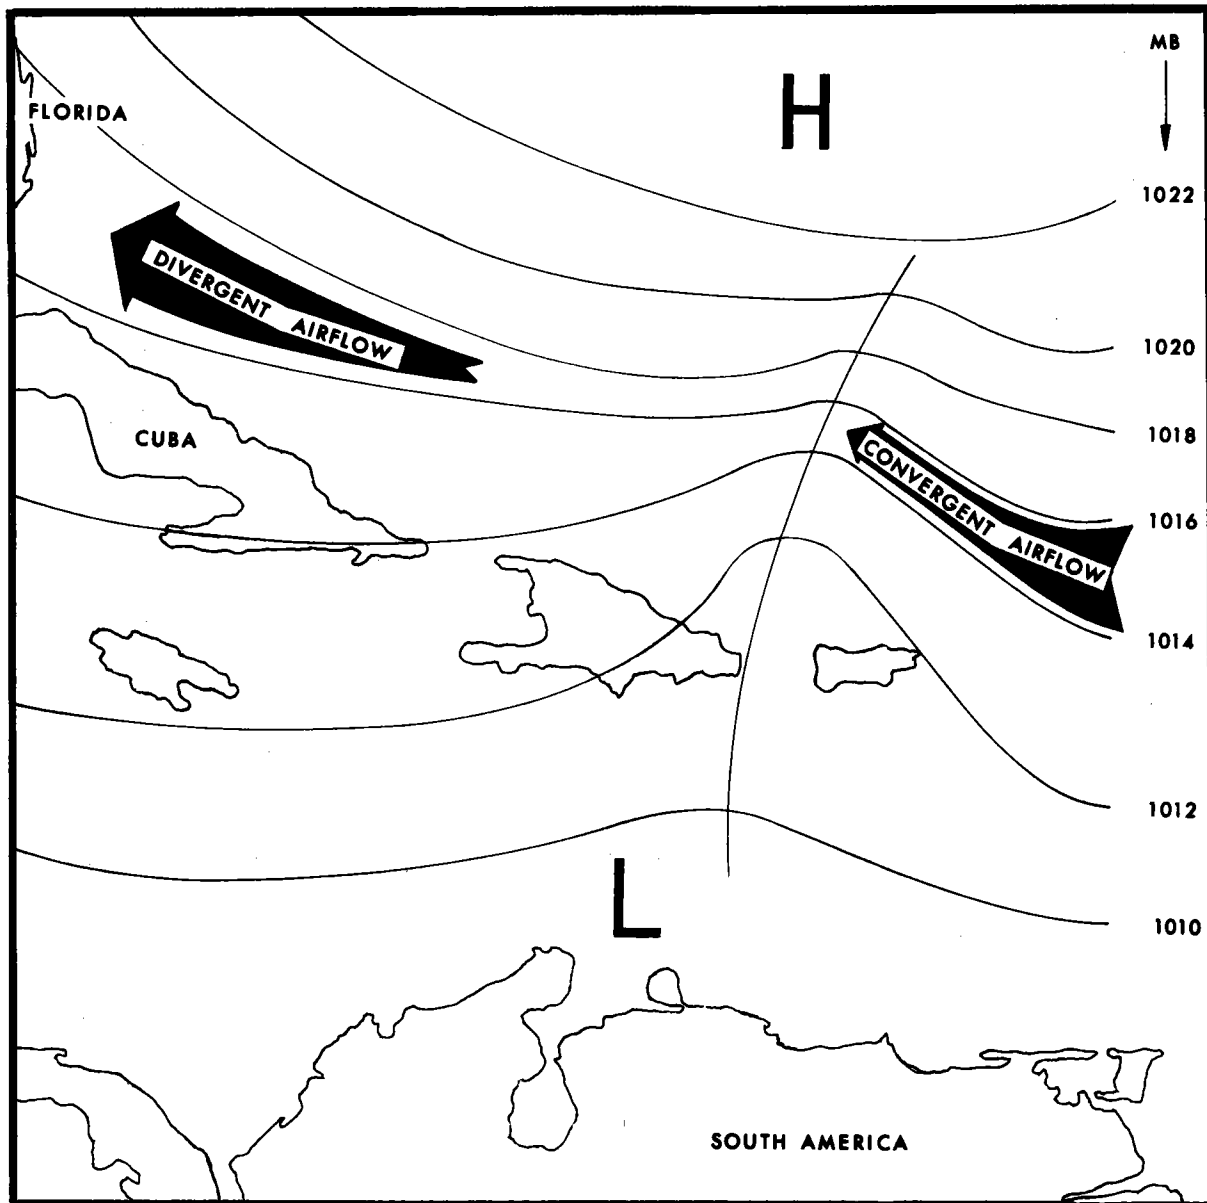 MB
H
FLORIDA
1022
DIVERGENT AIRFLOW
1020
CUBA
1018
CONVERGENT AIRFLOW
1016
1014
1012
L
1010
SOUTH AMERICA